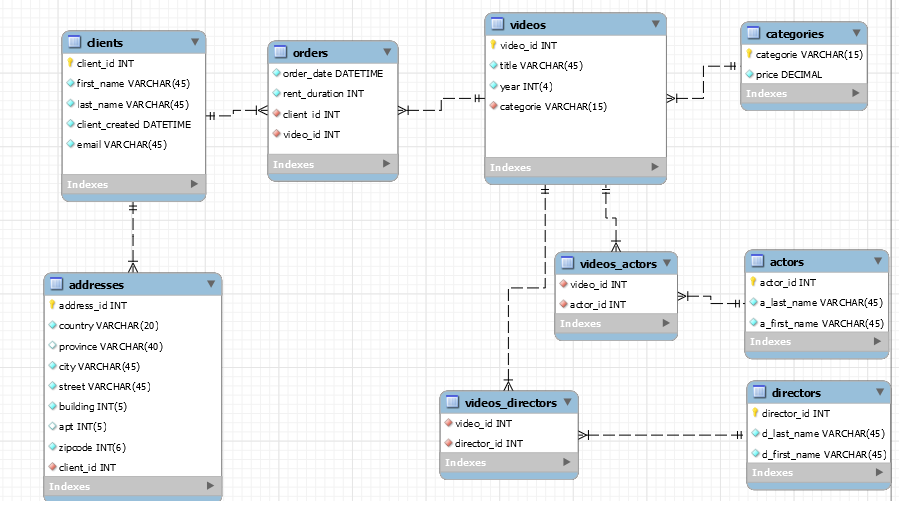 clients
client_id INT
first_name VARCHAR(45)
last_name VARCHAR(45)
client_created DATETIME
email VARCHAR(45)
Indexes
orders
order_date DATETIME
rent_duration INT
client_id INT
video_id INT
Indexes
videos
video_id INT
title VARCHAR(45)
year INT(4)
categorie VARCHAR(15)
Indexes
categories
categorie VARCHAR(15)
price DECIMAL
Indexes
addresses
address_id INT
country VARCHAR(20)
province VARCHAR(40)
city VARCHAR(45)
street VARCHAR(45)
building INT(5)
apt INT(5)
zipcode INT(6)
client_id INT
Indexes
videos_actors
video_id INT
actor_id INT
Indexes
actors
actor_id INT
a_last_name VARCHAR(45)
a_first_name VARCHAR(45)
Indexes
videos_directors
video_id INT
director_id INT
Indexes
directors
director_id INT
d_last_name VARCHAR(45)
d_first_name VARCHAR(45)
Indexes